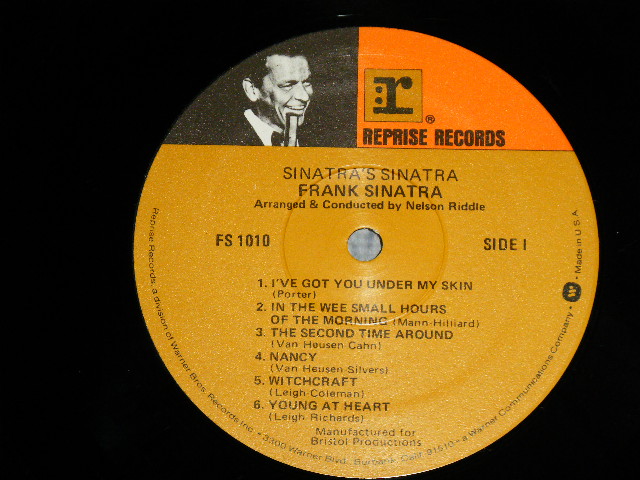 r
®
REPRISE RECORDS
SINATRA'S SINATRA
FRANK SINATRA
Arranged & Conducted by Nelson Riddle
FS 1010
SIDE I
1. I'VE GOT YOU UNDER MY SKIN
(Porter)
2. IN THE WEE SMALL HOURS
OF THE MORNING (Mann-Hilliard)
3. THE SECOND TIME AROUND
(Van Heusen-Cahn)
4. NANCY
(Van Heusen-Silvers)
5. WITCHCRAFT
(Leigh-Coleman)
6. YOUNG AT HEART
(Leigh-Richards)
Manufactured for
Bristol Productions
Reprise Records, a division of Warner Bros. Records Inc. • 3300 Warner Blvd., Burbank, Calif. 91510 • a Warner Communications Company • W • Made in U.S.A.